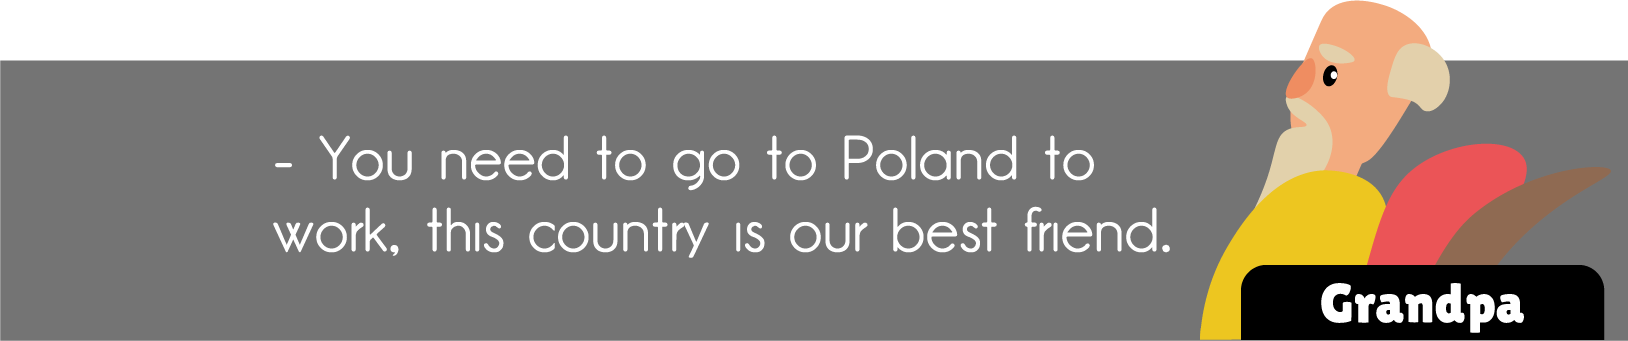 - You need to go to Poland to
work, this country is our best friend.
Grandpa